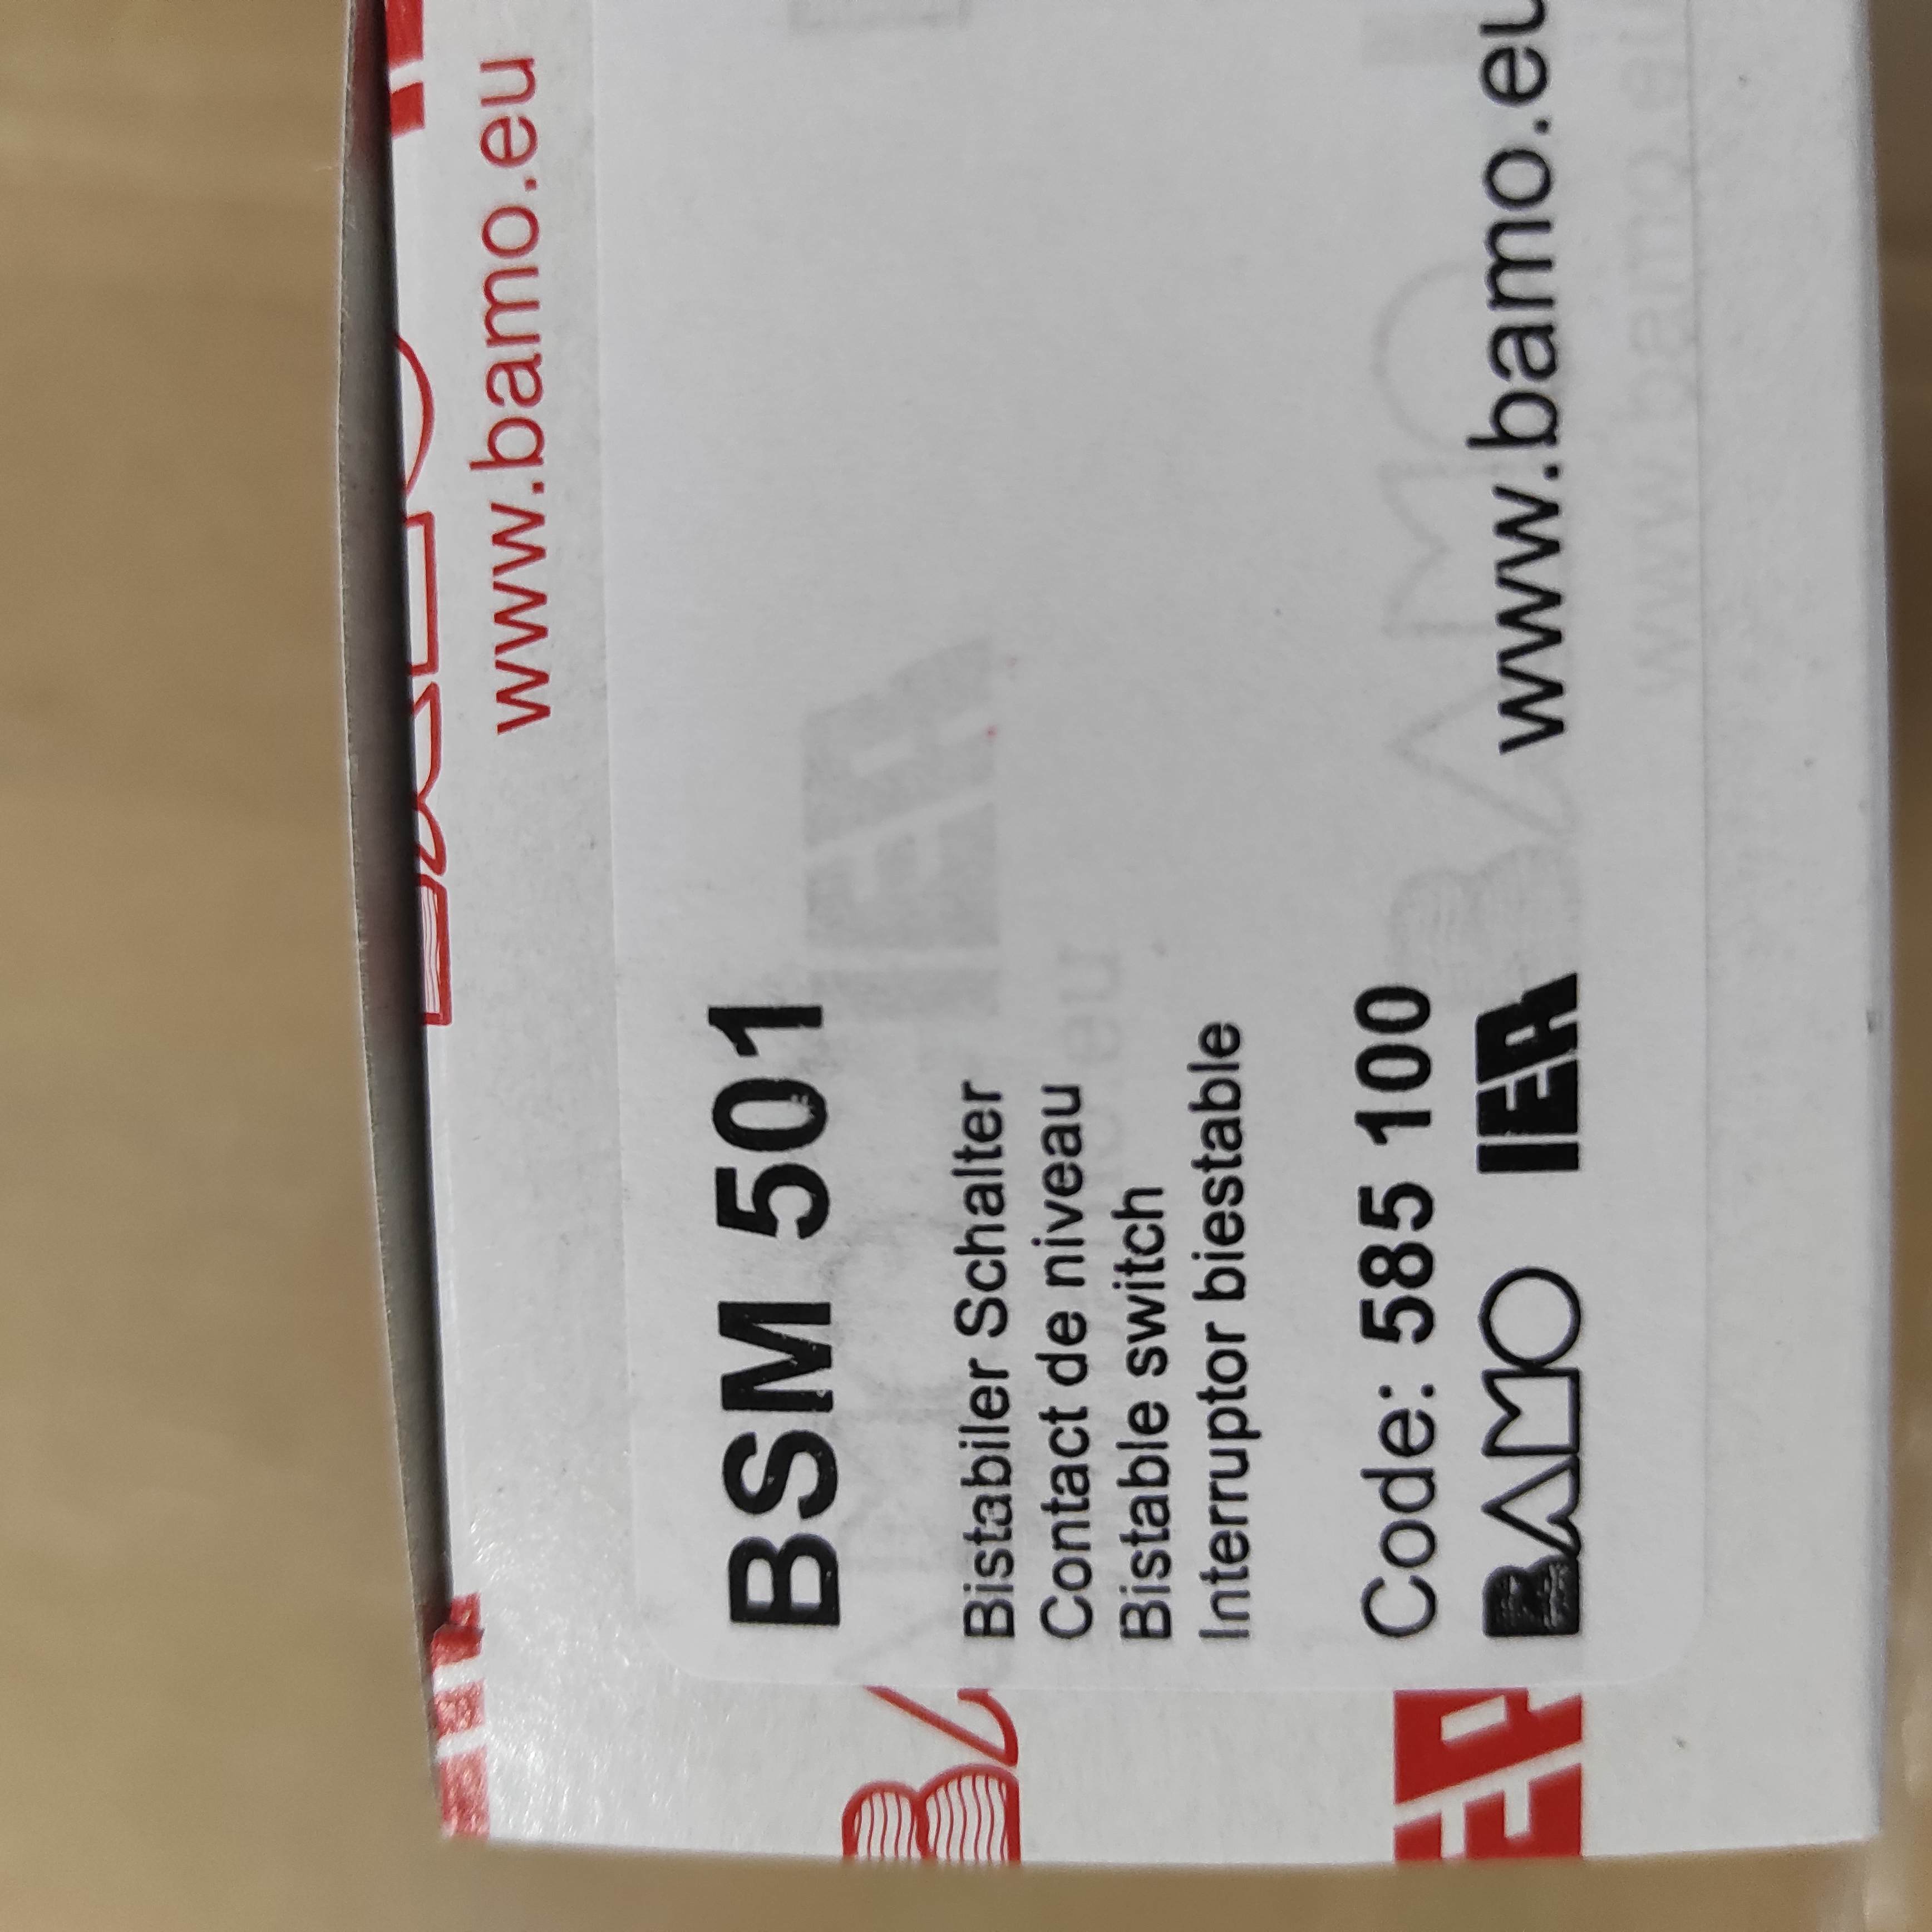 www.bamo.eu
BSM 501
Bistabiler Schalter
Contact de niveau
Bistable switch
Interruptor biestable
Code: 585 100
BAMO IER www.bamo.eu